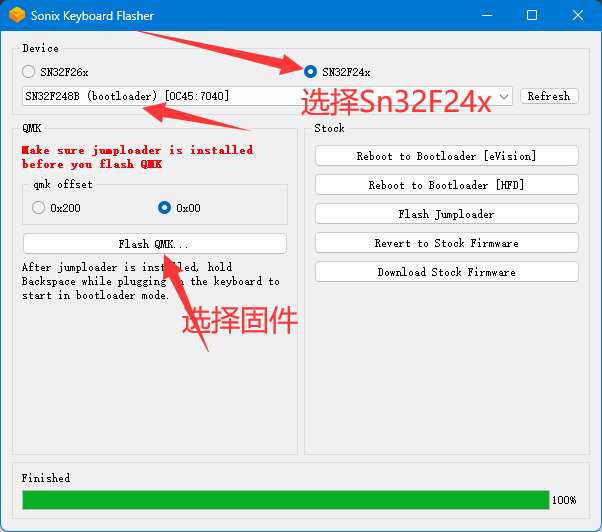 Sonix Keyboard Flasher
Device
SN32F26x
SN32F24x
SN32F248B (bootloader) [0C45:7040]
Refresh
选择Sn32F24x
QMK
Make sure jumploader is installed
before you flash QMK
qmk offset
0x200
0x00
Flash QMK...
After jumploader is installed, hold
Backspace while plugging in the keyboard to
start in bootloader mode.
选择固件
Stock
Reboot to Bootloader [eVision]
Reboot to Bootloader [HFD]
Flash Jumploader
Revert to Stock Firmware
Download Stock Firmware
Finished
100%